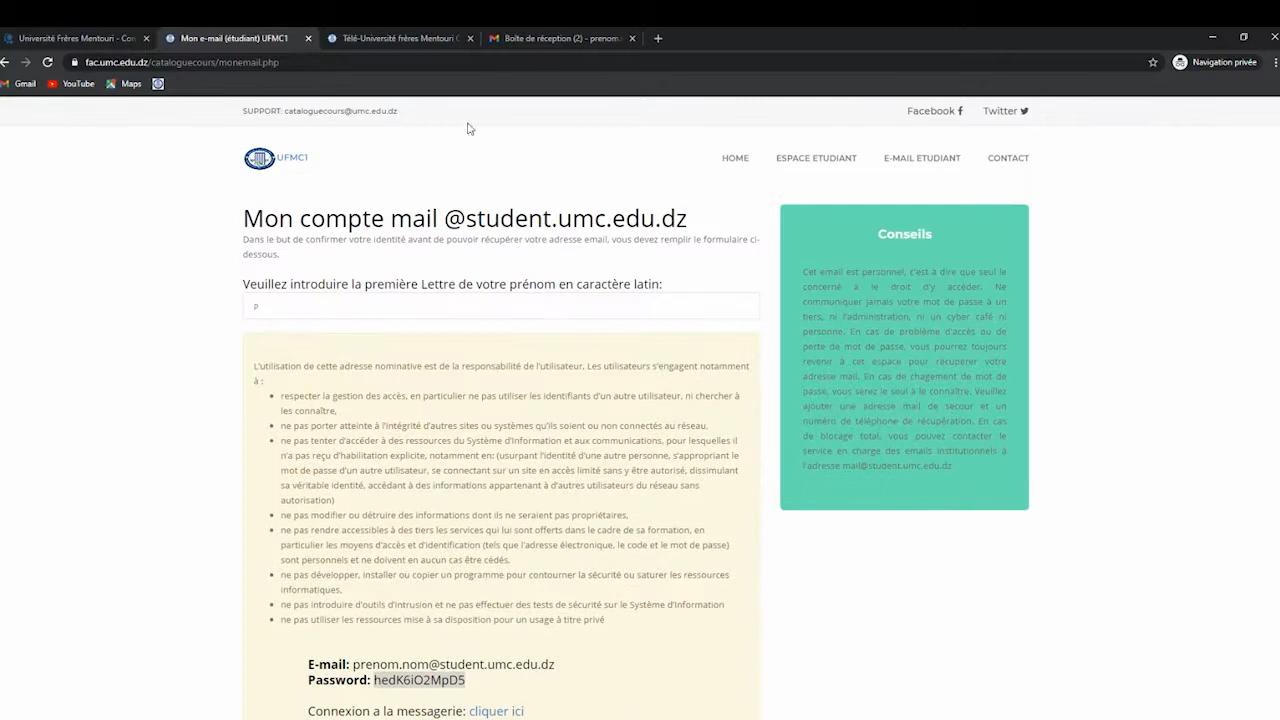 Université Frères Mentouri - Con
Mon e-mail (étudiant) UFMC1
Télé-Université frères Mentouri C
Boîte de réception (2) - prenom.
fac.umc.edu.dz/cataloguecours/monemail.php
Navigation privée
Gmail
YouTube
Maps
SUPPORT: cataloguecours@umc.edu.dz
Facebook
Twitter
UFMC1
HOME
ESPACE ETUDIANT
E-MAIL ETUDIANT
CONTACT
Mon compte mail @student.umc.edu.dz
Dans le but de confirmer votre identité avant de pouvoir récupérer votre adresse email, vous devez remplir le formulaire ci-
dessous.
Veuillez introduire la première Lettre de votre prénom en caractère latin:
P
L'utilisation de cette adresse nominative est de la responsabilité de l'utilisateur. Les utilisateurs s'engagent notamment
à :
respecter la gestion des accès, en particulier ne pas utiliser les identifiants d'un autre utilisateur, ni chercher à
les connaître,
ne pas porter atteinte à l'intégrité d'autres sites ou systèmes qu'ils soient ou non connectés au réseau,
ne pas tenter d'accéder à des ressources du Système d'Information et aux communications, pour lesquelles il
n'a pas reçu d'habilitation explicite, notamment en: (usurpant l'identité d'une autre personne, s'appropriant le
mot de passe d'un autre utilisateur, se connectant sur un site en accès limité sans y être autorisé, dissimulant
sa véritable identité, accédant à des informations appartenant à d'autres utilisateurs du réseau sans
autorisation)
ne pas modifier ou détruire des informations dont ils ne seraient pas propriétaires,
ne pas rendre accessibles à des tiers les services qui lui sont offerts dans le cadre de sa formation, en
particulier les moyens d'accès et d'identification (tels que l'adresse électronique, le code et le mot de passe)
sont personnels et ne doivent en aucun cas être cédés.
ne pas développer, installer ou copier un programme pour contourner la sécurité ou saturer les ressources
informatiques,
ne pas introduire d'outils d'intrusion et ne pas effectuer des tests de sécurité sur le Système d'Information
ne pas utiliser les ressources mise à sa disposition pour un usage à titre privé
E-mail: prenom.nom@student.umc.edu.dz
Password: hedK6iO2MpD5
Connexion a la messagerie: cliquer ici
Conseils
Cet email est personnel, c'est à dire que seul le
concerné a le droit d'y accéder. Ne
communiquer jamais votre mot de passe à un
tiers, ni l'administration, ni un cyber café ni
personne. En cas de problème d'accès ou de
perte de mot de passe, vous pourrez toujours
revenir à cet espace pour récupérer votre
adresse mail. En cas de chagement de mot de
passe, vous serez le seul à le connaître. Veuillez
ajouter une adresse mail de secour et un
numéro de téléphone de récupération. En cas
de blocage total, vous pouvez contacter le
service en charge des emails institutionnels à
l'adresse mail@student.umc.edu.dz